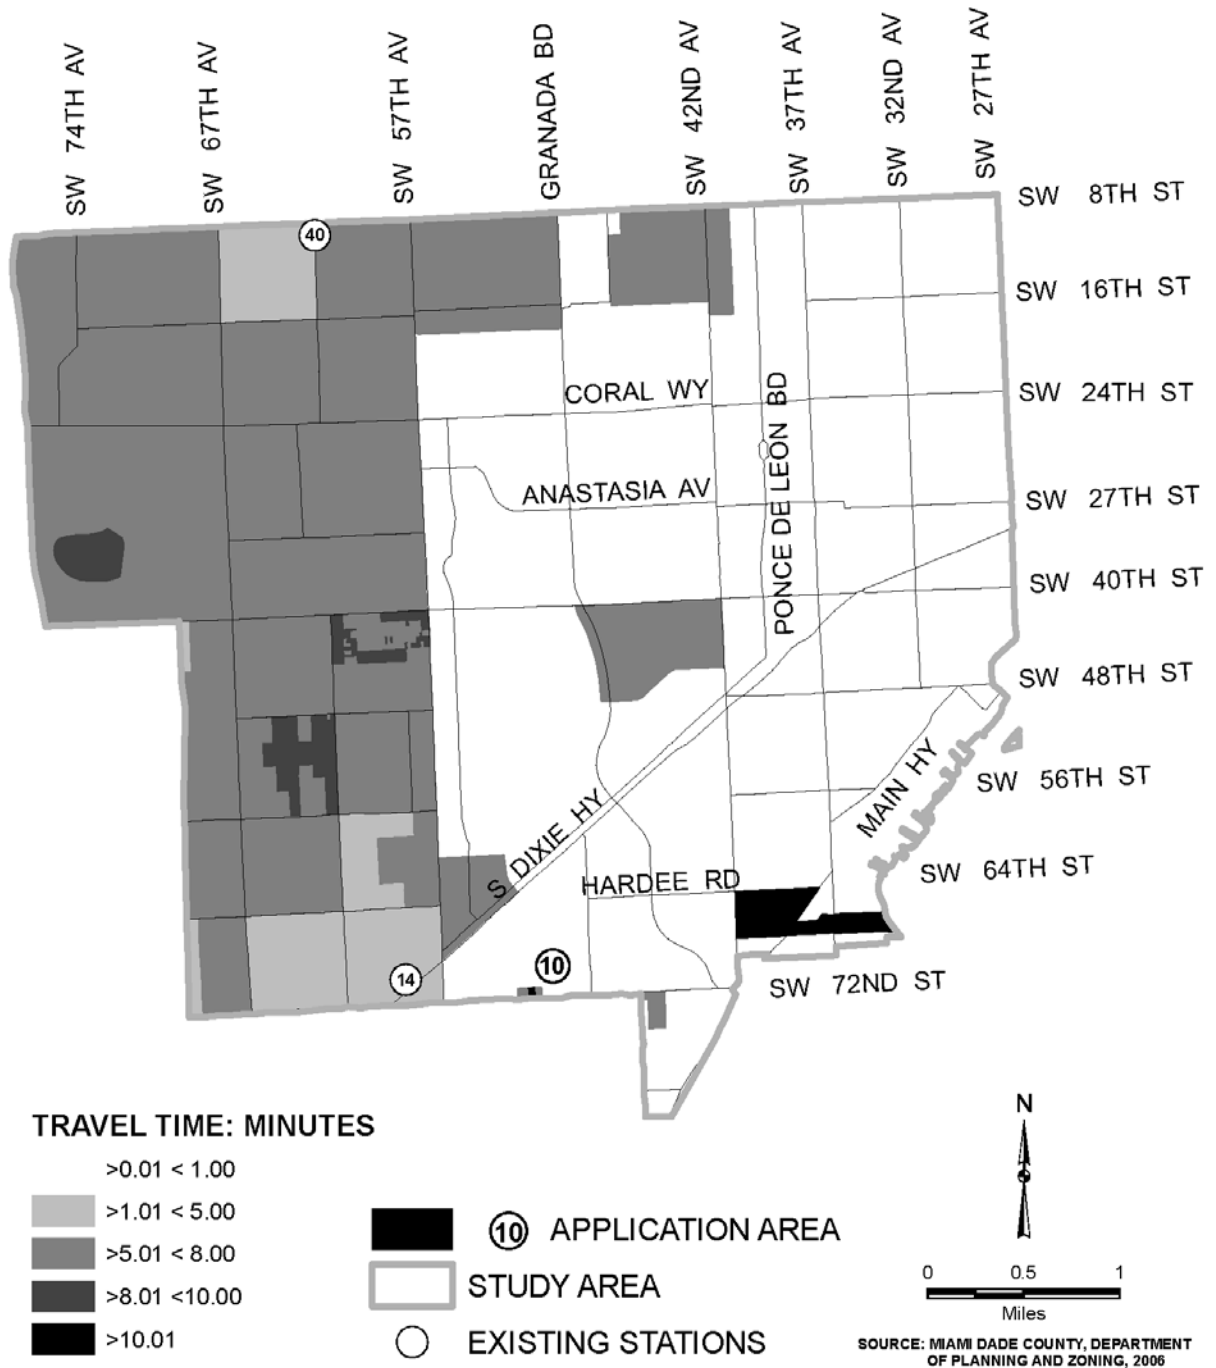 SW 74TH AV
SW 67TH AV
SW 57TH AV
GRANADA BD
SW 42ND AV
SW 37TH AV
SW 32ND AV
SW 27TH AV
SW 8TH ST
40
SW 16TH ST
CORAL WY
SW 24TH ST
PONCE DE LEON BD
ANASTASIA AV
SW 27TH ST
SW 40TH ST
SW 48TH ST
MAIN HY
SW 56TH ST
S DIXIE HY
HARDEE RD
SW 64TH ST
14
10
SW 72ND ST
TRAVEL TIME: MINUTES
>0.01 < 1.00
>1.01 < 5.00
>5.01 < 8.00
>8.01 <10.00
>10.01
10 APPLICATION AREA
STUDY AREA
EXISTING STATIONS
N
0 0.5 1
Miles
SOURCE: MIAMI DADE COUNTY, DEPARTMENT
OF PLANNING AND ZONING, 2006